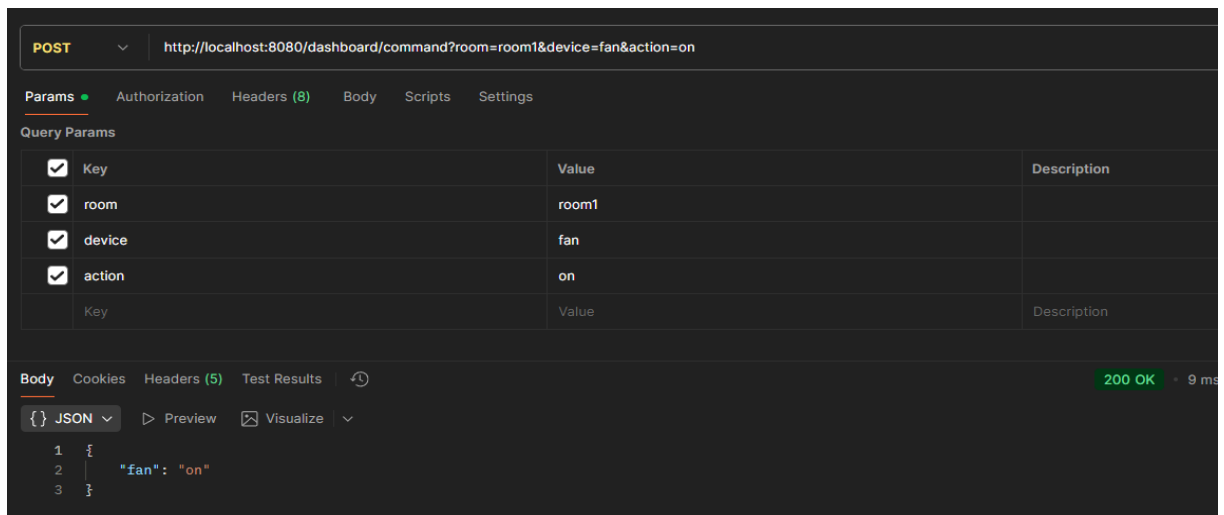 POST http://localhost:8080/dashboard/command?room=room1&device=fan&action=on
Params Authorization Headers (8) Body Scripts Settings
Query Params
Key Value Description
room room1
device fan
action on
Key Value Description
Body Cookies Headers (5) Test Results 200 OK 9 ms
{} JSON Preview Visualize
1 {
2 "fan": "on"
3 }